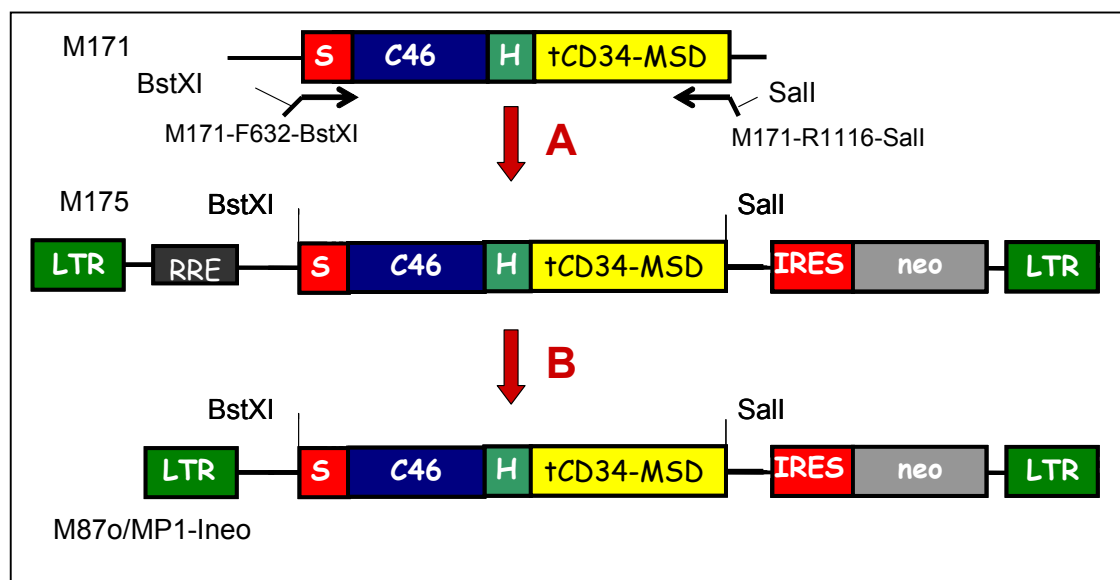 M171
S C46 H tCD34-MSD
BstXI
SalI
M171-F632-BstXI
M171-R1116-SalI
A
M175
BstXI SalI
LTR RRE S C46 H tCD34-MSD IRES neo LTR
B
BstXI SalI
LTR S C46 H tCD34-MSD IRES neo LTR
M87o/MP1-Ineo